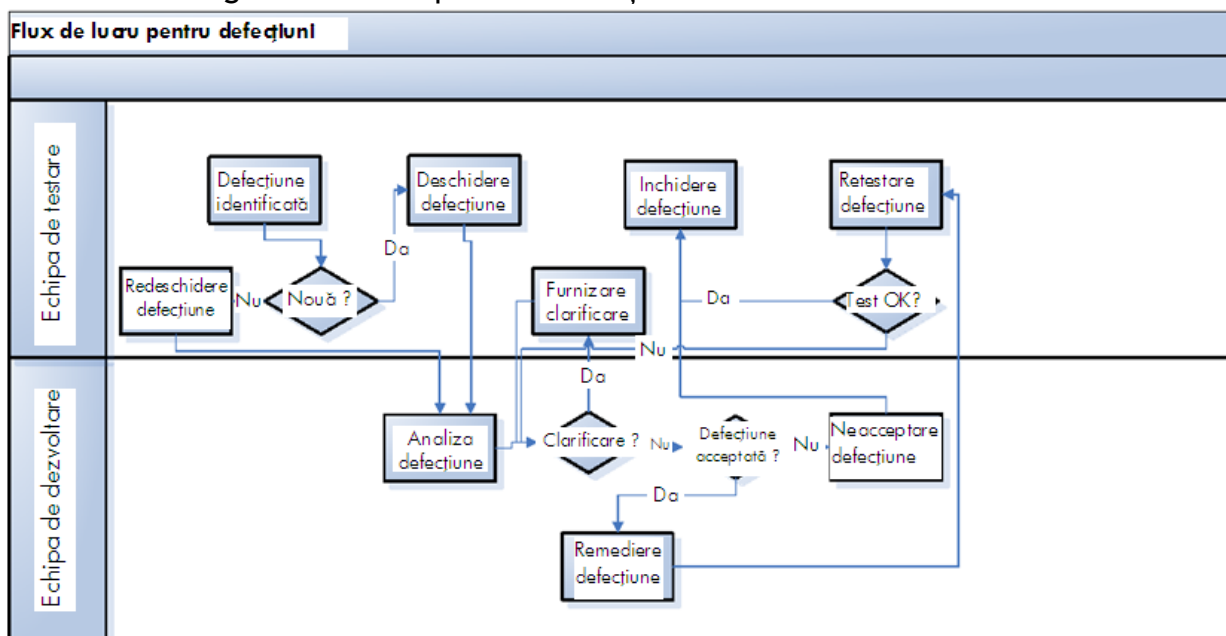 Flux de lucru pentru defecțiuni
Echipa de testare
Defecțiune
identificată
Deschidere
defecțiune
Inchidere
defecțiune
Retestare
defecțiune
Da
Redeschidere
defecțiune
Nu
Nouă ?
Furnizare
clarificare
Da
Test OK?
Nu
Echipa de dezvoltare
Da
Analiza
defecțiune
Clarificare ?
Nu
Defecțiune
acceptată ?
Nu
Neacceptare
defecțiune
Da
Remediere
defecțiune